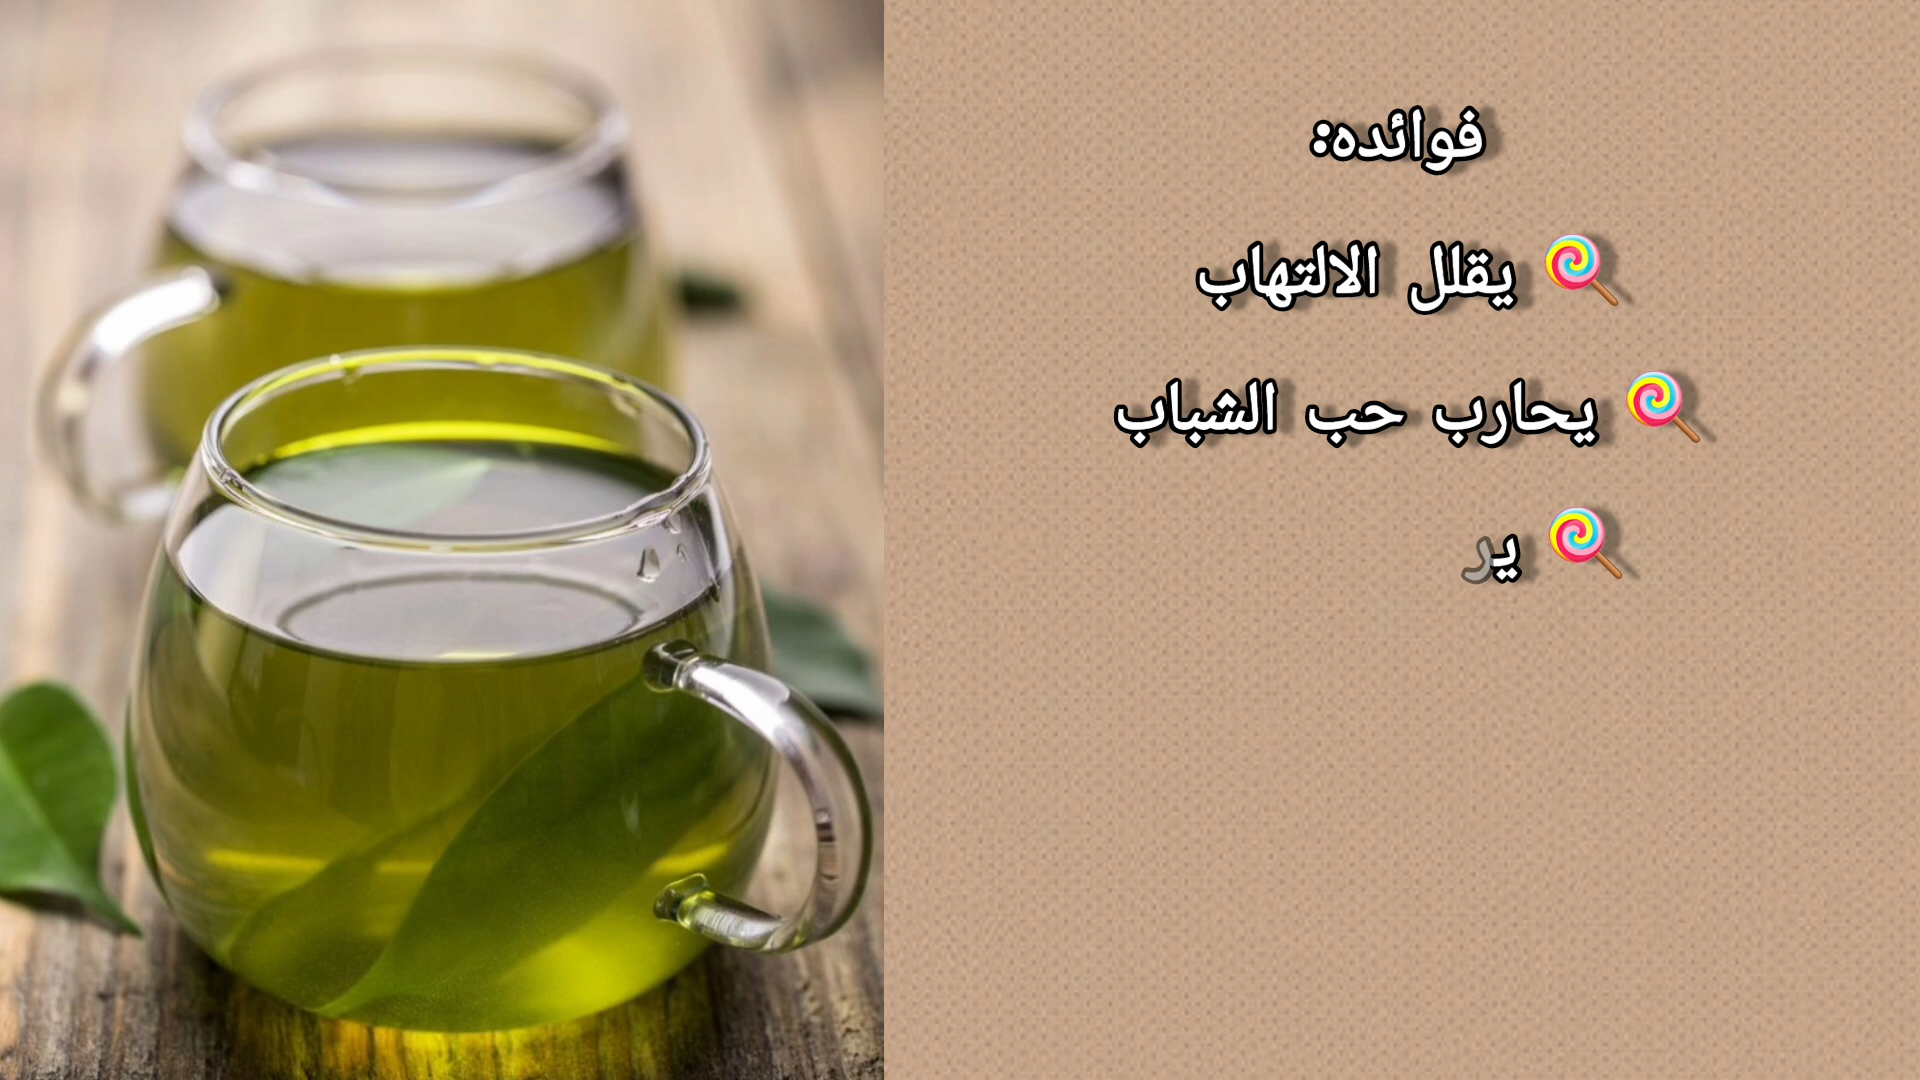 فوائده:
🍭 يقلل الالتهاب
🍭 يحارب حب الشباب
🍭 ير